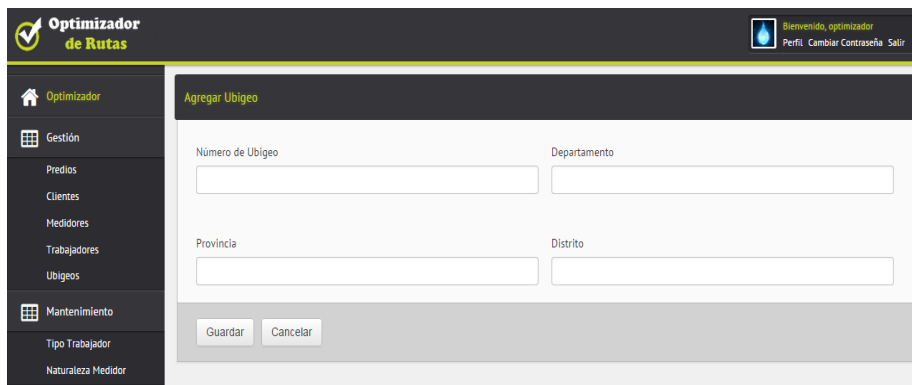 Optimizador
de Rutas
Bienvenido, optimizador
Perfil Cambiar Contraseña Salir
Optimizador
Gestión
Predios
Clientes
Medidores
Trabajadores
Ubigeos
Mantenimiento
Tipo Trabajador
Naturaleza Medidor
Agregar Ubigeo
Número de Ubigeo
Departamento
Provincia
Distrito
Guardar Cancelar